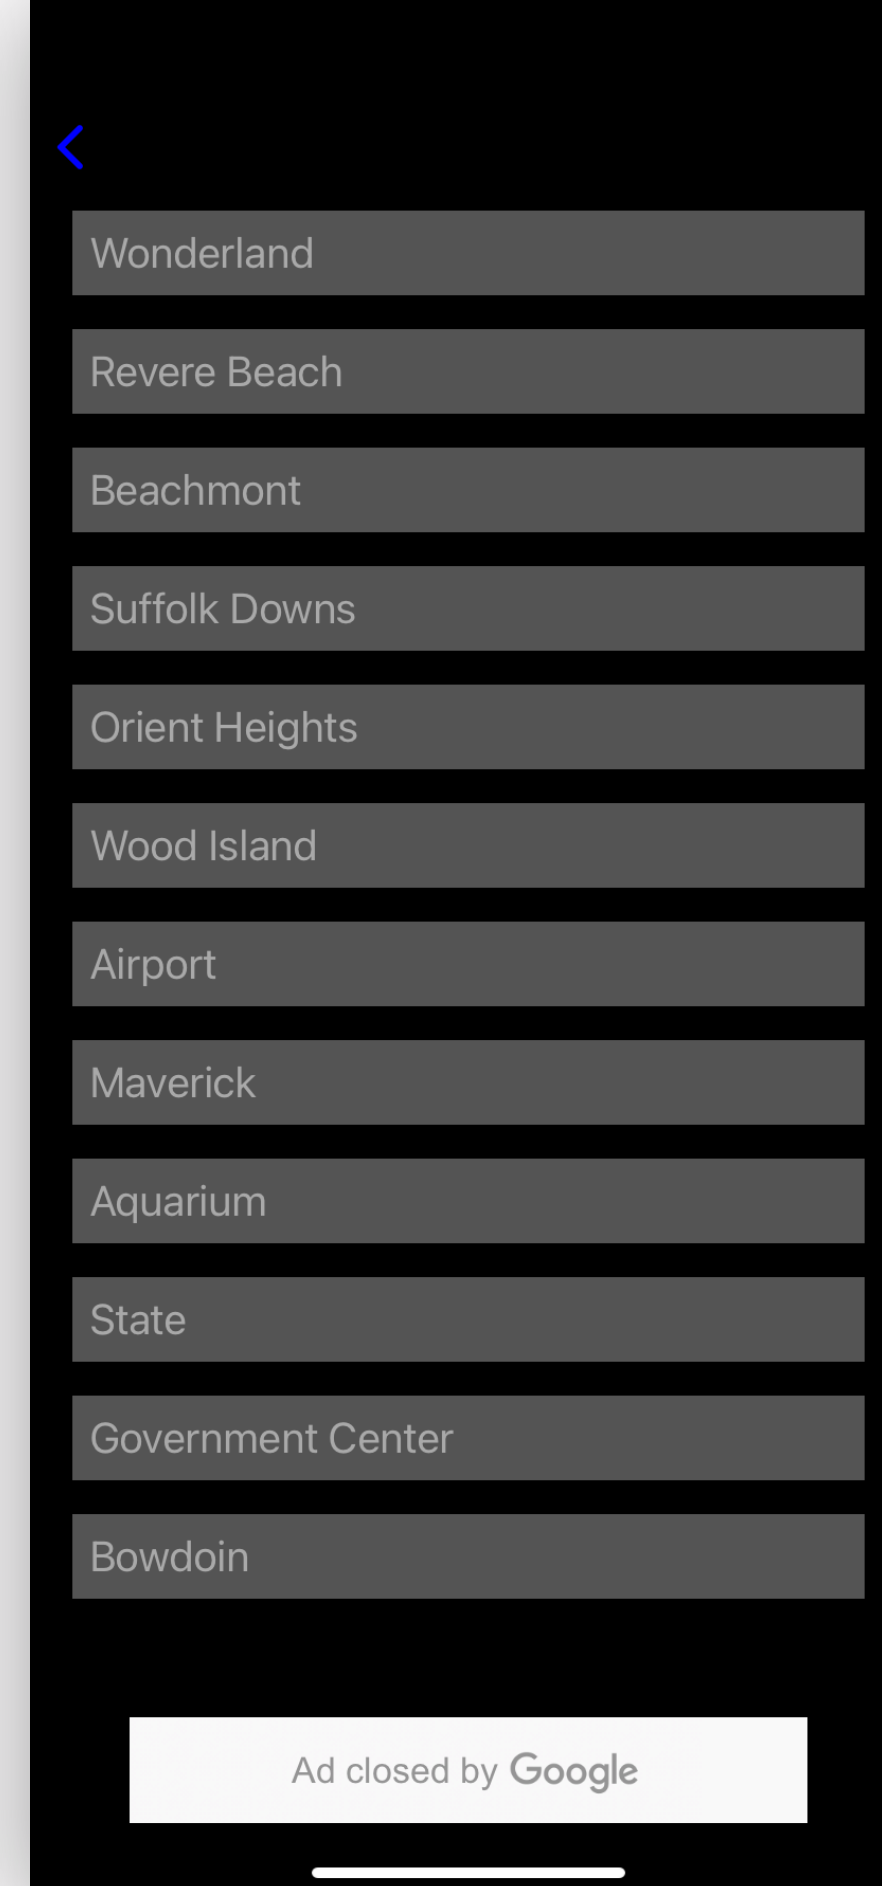 Wonderland
Revere Beach
Beachmont
Suffolk Downs
Orient Heights
Wood Island
Airport
Maverick
Aquarium
State
Government Center
Bowdoin
Ad closed by Google